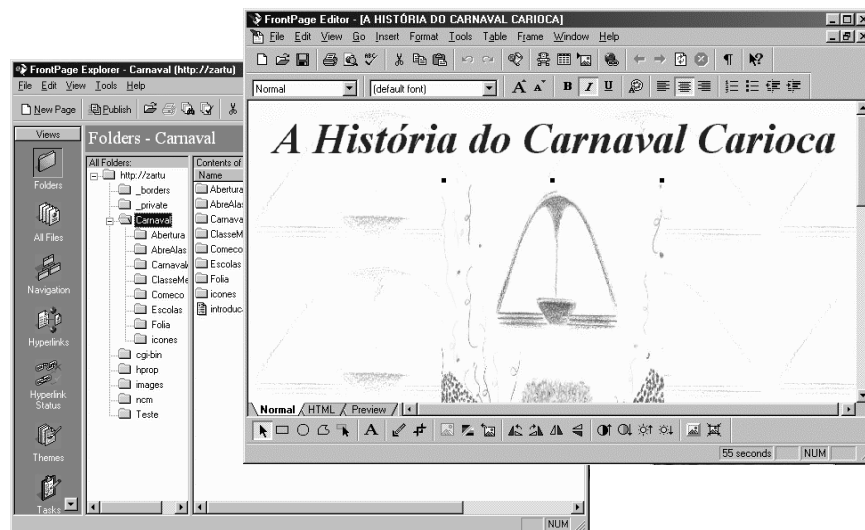 FrontPage Editor - [A HISTÓRIA DO CARNAVAL CARIOCA]
File Edit View Go Insert Format Tools Table Frame Window Help
Normal (default font) A A B I U
A História do Carnaval Carioca
Normal HTML Preview
A
55 seconds NUM
FrontPage Explorer - Carnaval (http://zartu)
File Edit View Tools Help
New Page Publish
Views Folders - Carnaval
All Folders: Contents of
Name
http://zartu
_borders
_private
Carnaval
Abertura
AbreAlas
Carnaval
ClasseMe
Comeco
Escolas
Folia
icones
cgi-bin
hprop
images
ncm
Teste
Abertura
AbreAlas
Carnava
ClasseMe
Comeco
Escolas
Folia
icones
introduc
Folders
All Files
Navigation
Hyperlinks
Hyperlink
Status
Themes
Tasks
NUM